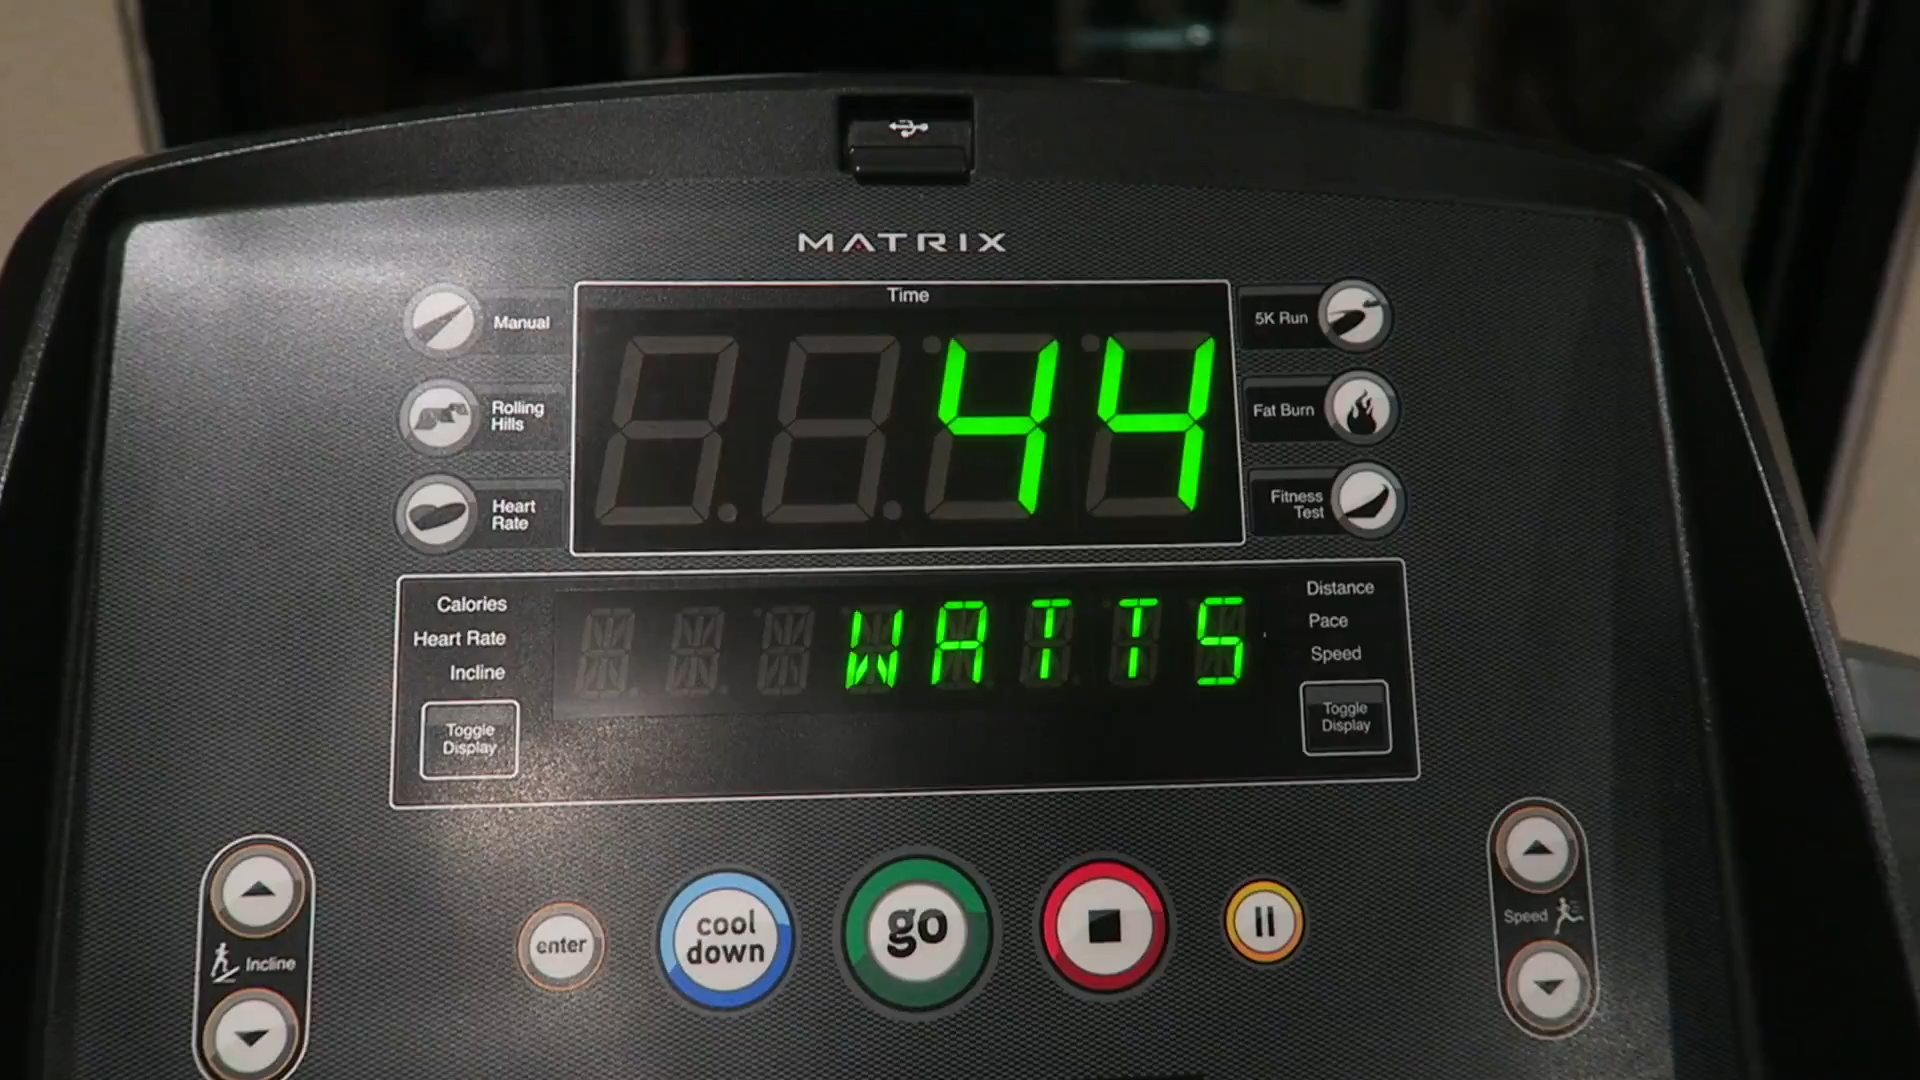 MATRIX
Time
44
Manual
Rolling
Hills
Heart
Rate
5K Run
Fat Burn
Fitness
Test
Calories
Heart Rate
Incline
Toggle
Display
WATTS
Distance
Pace
Speed
Toggle
Display
Incline
enter
cool
down
go
Speed